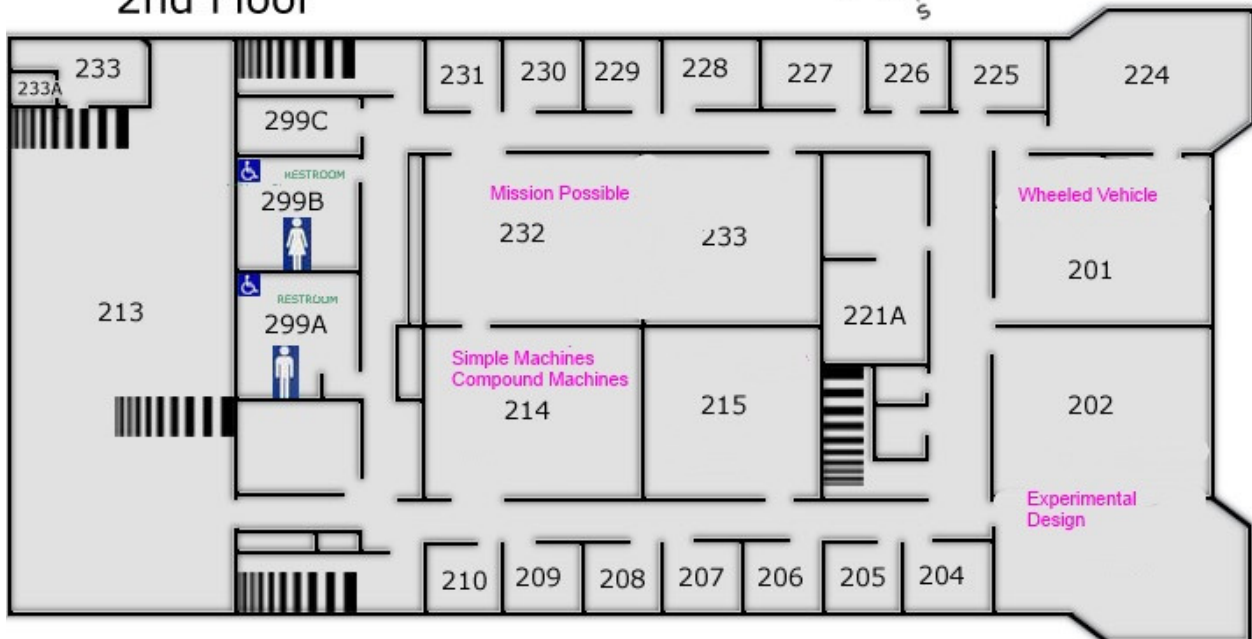 2nd Floor
s
233
233A
231
230
229
228
227
226
225
224
299C
RESTROOM
299B
Mission Possible
232
233
Wheeled Vehicle
201
213
RESTROOM
299A
221A
Simple Machines
Compound Machines
214
215
202
Experimental
Design
210
209
208
207
206
205
204